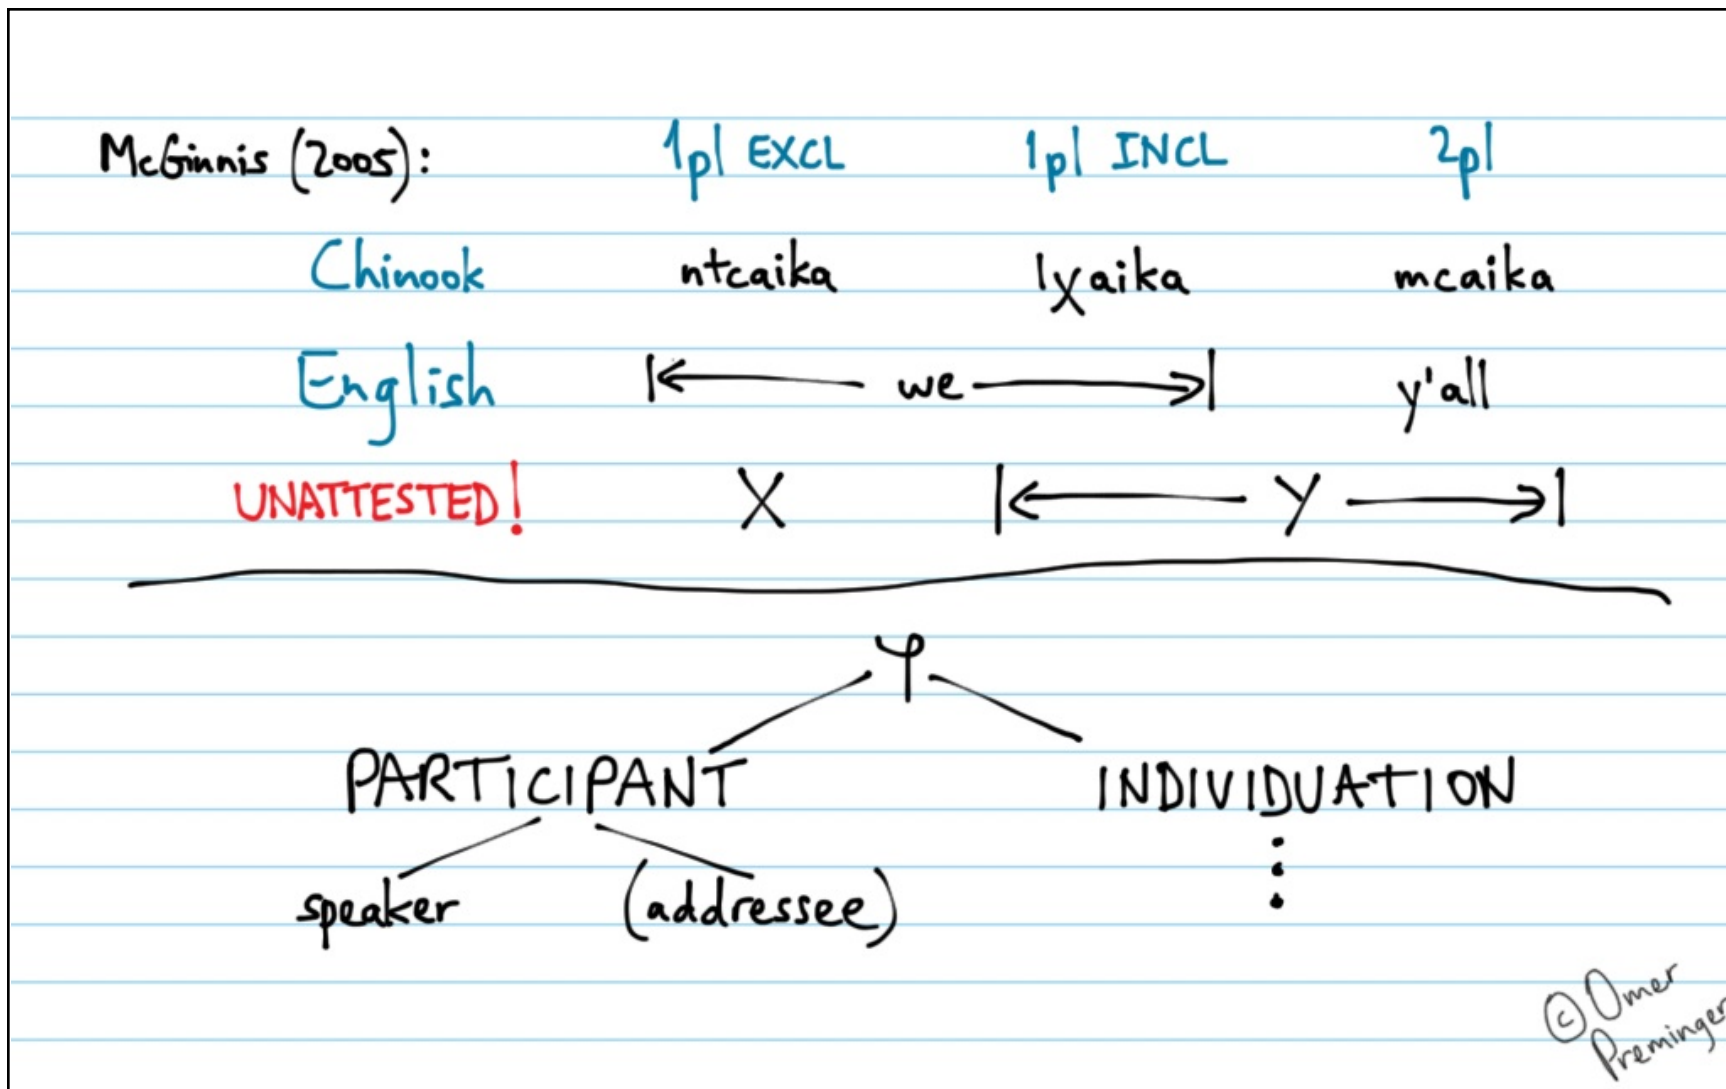 McGinnis (2005): 1pl EXCL 1pl INCL 2pl
Chinook ntcaika lχaika mcaika
English we y'all
UNATTESTED! X Y
φ
PARTICIPANT INDIVIDUATION
speaker (addressee)
© Omer
Preminger